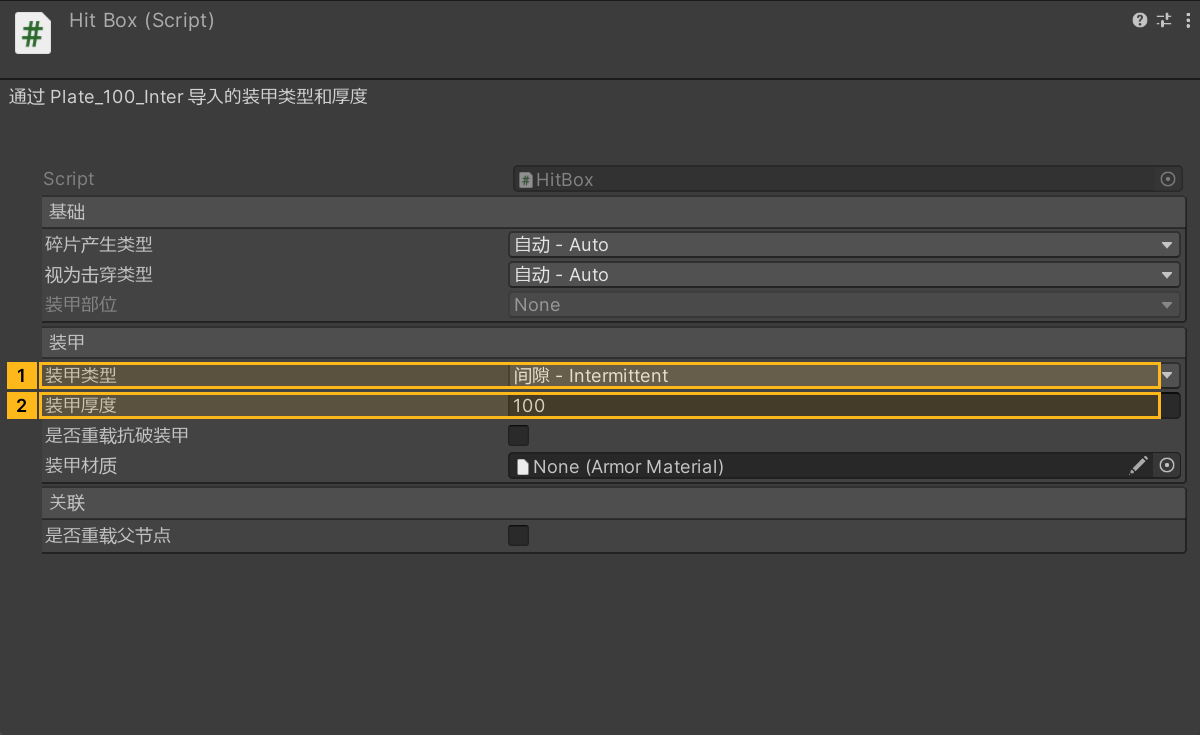 Hit Box (Script)
通过 Plate_100_Inter 导入的装甲类型和厚度
Script HitBox
基础
碎片产生类型 自动 - Auto
视为击穿类型 自动 - Auto
装甲部位 None
装甲
1 装甲类型 间隙 - Intermittent
2 装甲厚度 100
是否重载抗破装甲
装甲材质 None (Armor Material)
关联
是否重载父节点